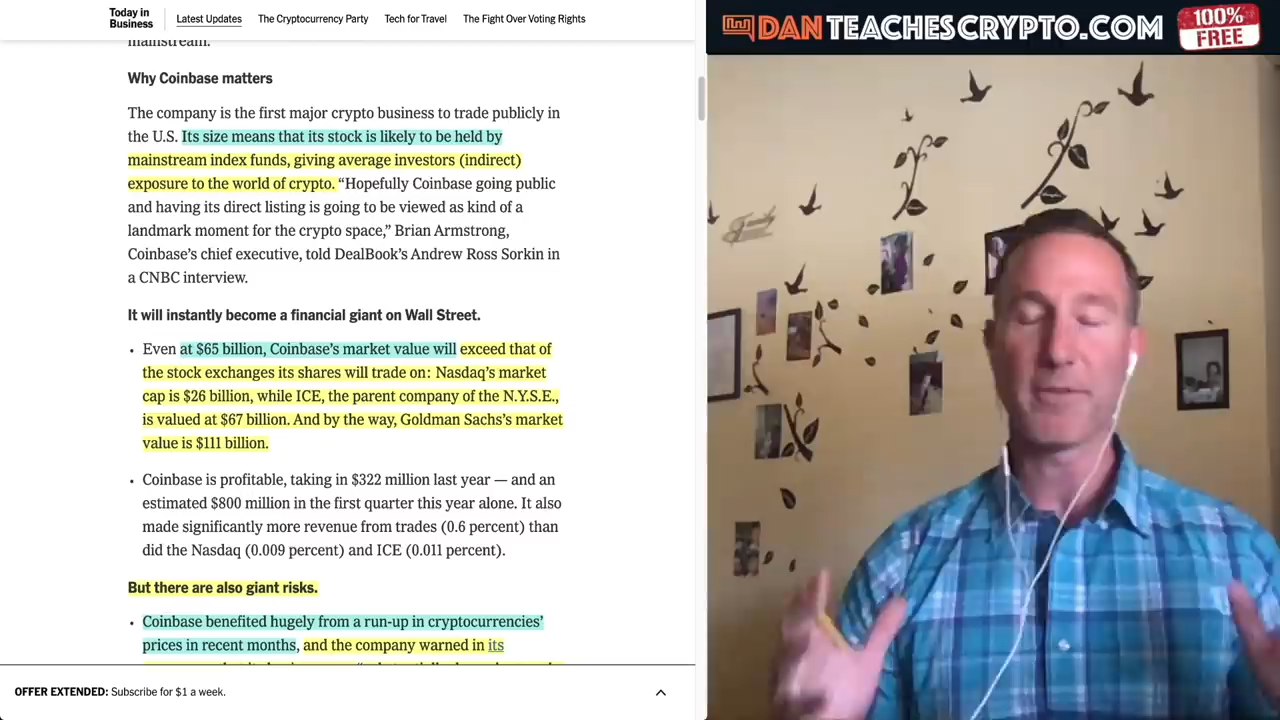 Today in
Business
Latest Updates
The Cryptocurrency Party
Tech for Travel
The Fight Over Voting Rights
mainstream.
Why Coinbase matters
The company is the first major crypto business to trade publicly in
the U.S. Its size means that its stock is likely to be held by
mainstream index funds, giving average investors (indirect)
exposure to the world of crypto. “Hopefully Coinbase going public
and having its direct listing is going to be viewed as kind of a
landmark moment for the crypto space,” Brian Armstrong,
Coinbase’s chief executive, told DealBook’s Andrew Ross Sorkin in
a CNBC interview.
It will instantly become a financial giant on Wall Street.
• Even at $65 billion, Coinbase’s market value will exceed that of
the stock exchanges its shares will trade on: Nasdaq’s market
cap is $26 billion, while ICE, the parent company of the N.Y.S.E.,
is valued at $67 billion. And by the way, Goldman Sachs’s market
value is $111 billion.
• Coinbase is profitable, taking in $322 million last year — and an
estimated $800 million in the first quarter this year alone. It also
made significantly more revenue from trades (0.6 percent) than
did the Nasdaq (0.009 percent) and ICE (0.011 percent).
But there are also giant risks.
• Coinbase benefited hugely from a run-up in cryptocurrencies’
prices in recent months, and the company warned in its
OFFER EXTENDED: Subscribe for $1 a week.
DANTEACHESCRYPTO.COM
100%
FREE